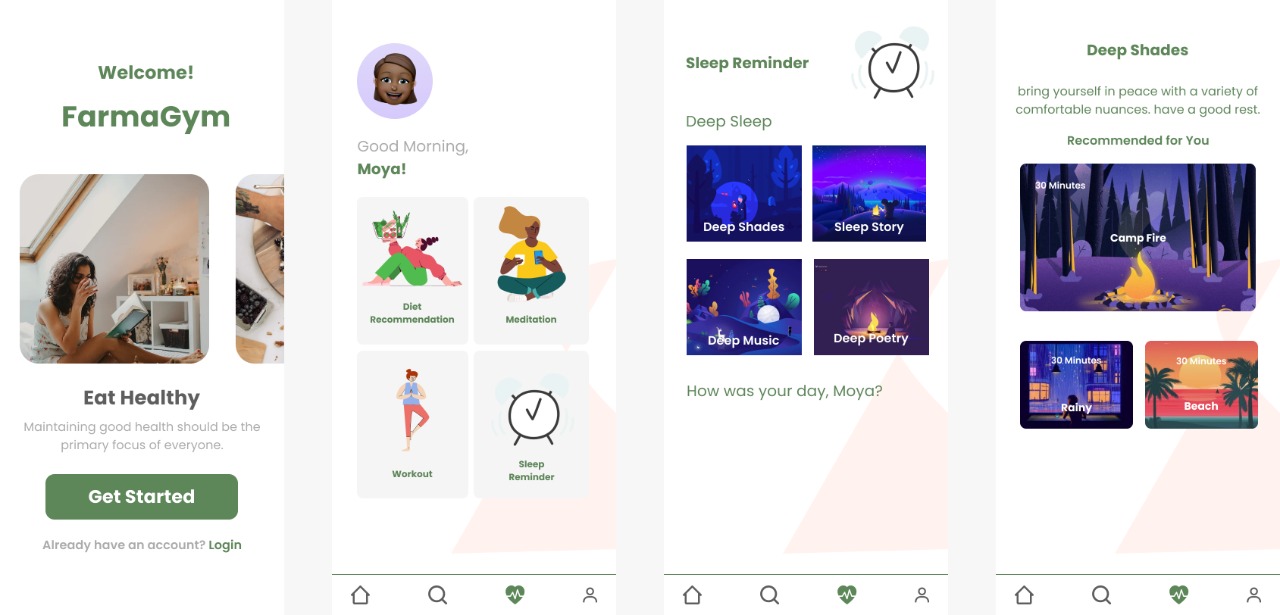 Welcome!
FarmaGym
Eat Healthy
Maintaining good health should be the
primary focus of everyone.
Get Started
Already have an account? Login
Good Morning,
Moya!
Diet
Recommendation
Meditation
Workout
Sleep
Reminder
Sleep Reminder
Deep Sleep
Deep Shades
Sleep Story
Deep Music
Deep Poetry
How was your day, Moya?
Deep Shades
bring yourself in peace with a variety of
comfortable nuances. have a good rest.
Recommended for You
30 Minutes
Camp Fire
30 Minutes
Rainy
30 Minutes
Beach